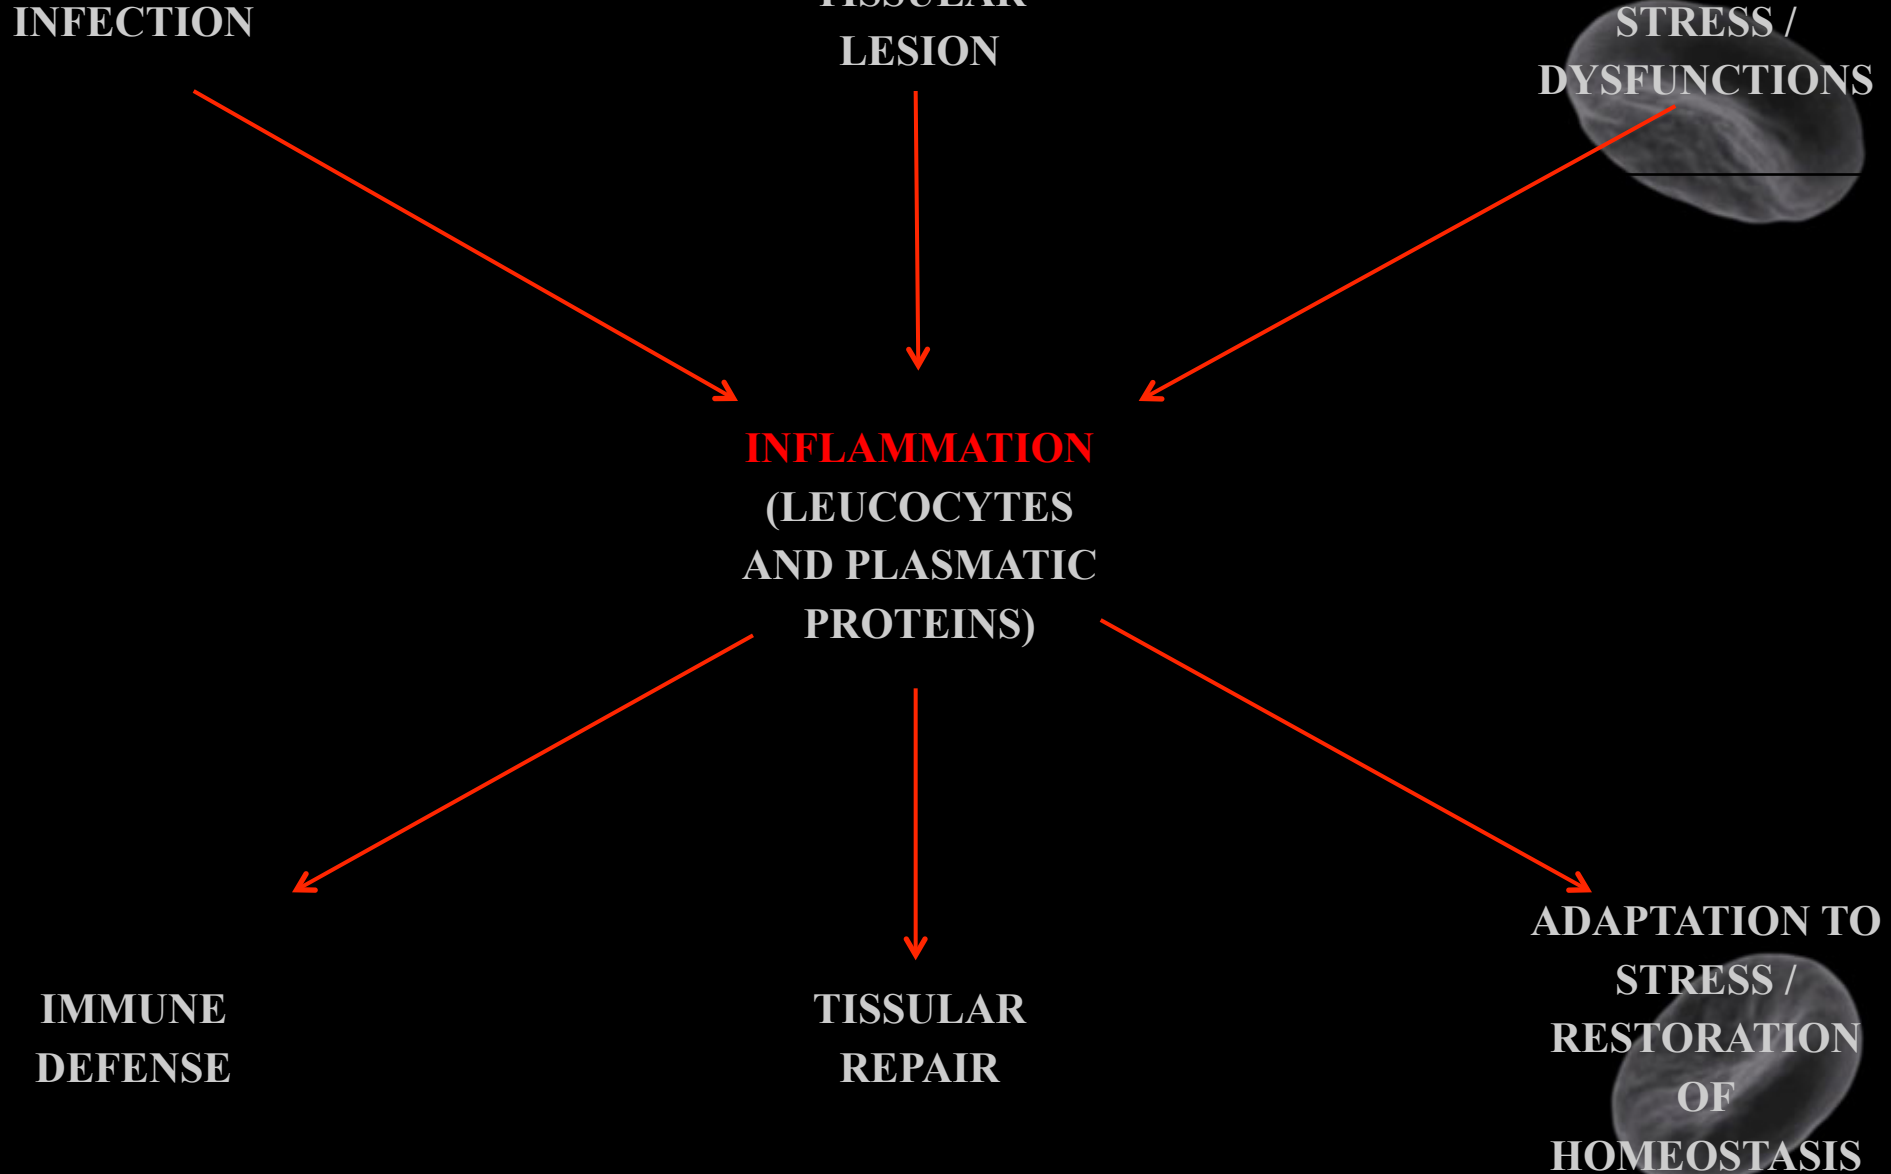 INFECTION
TISSULAR
LESION
STRESS /
DYSFUNCTIONS
INFLAMMATION
(LEUCOCYTES
AND PLASMATIC
PROTEINS)
IMMUNE
DEFENSE
TISSULAR
REPAIR
ADAPTATION TO
STRESS /
RESTORATION
OF
HOMEOSTASIS